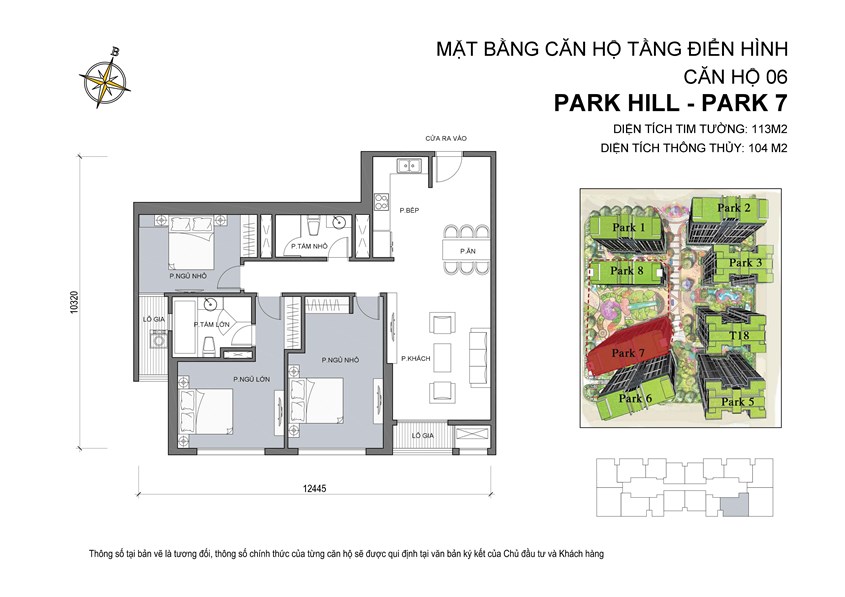 MẶT BẰNG CĂN HỘ TẦNG ĐIỂN HÌNH
CĂN HỘ 06
PARK HILL - PARK 7
DIỆN TÍCH TIM TƯỜNG: 113M2
DIỆN TÍCH THÔNG THỦY: 104 M2
CỬA RA VÀO
P.BẾP
P.ĂN
P.TẮM NHỎ
P.NGỦ NHỎ
LÔ GIA
P.TẮM LỚN
P.NGỦ LỚN
P.NGỦ NHỎ
P.KHÁCH
LÔ GIA
10320
12445
Park 1
Park 2
Park 3
Park 8
T18
Park 7
Park 6
Park 5
Thông số tại bản vẽ là tương đối, thông số chính thức của từng căn hộ sẽ được qui định tại văn bản ký kết của Chủ đầu tư và Khách hàng